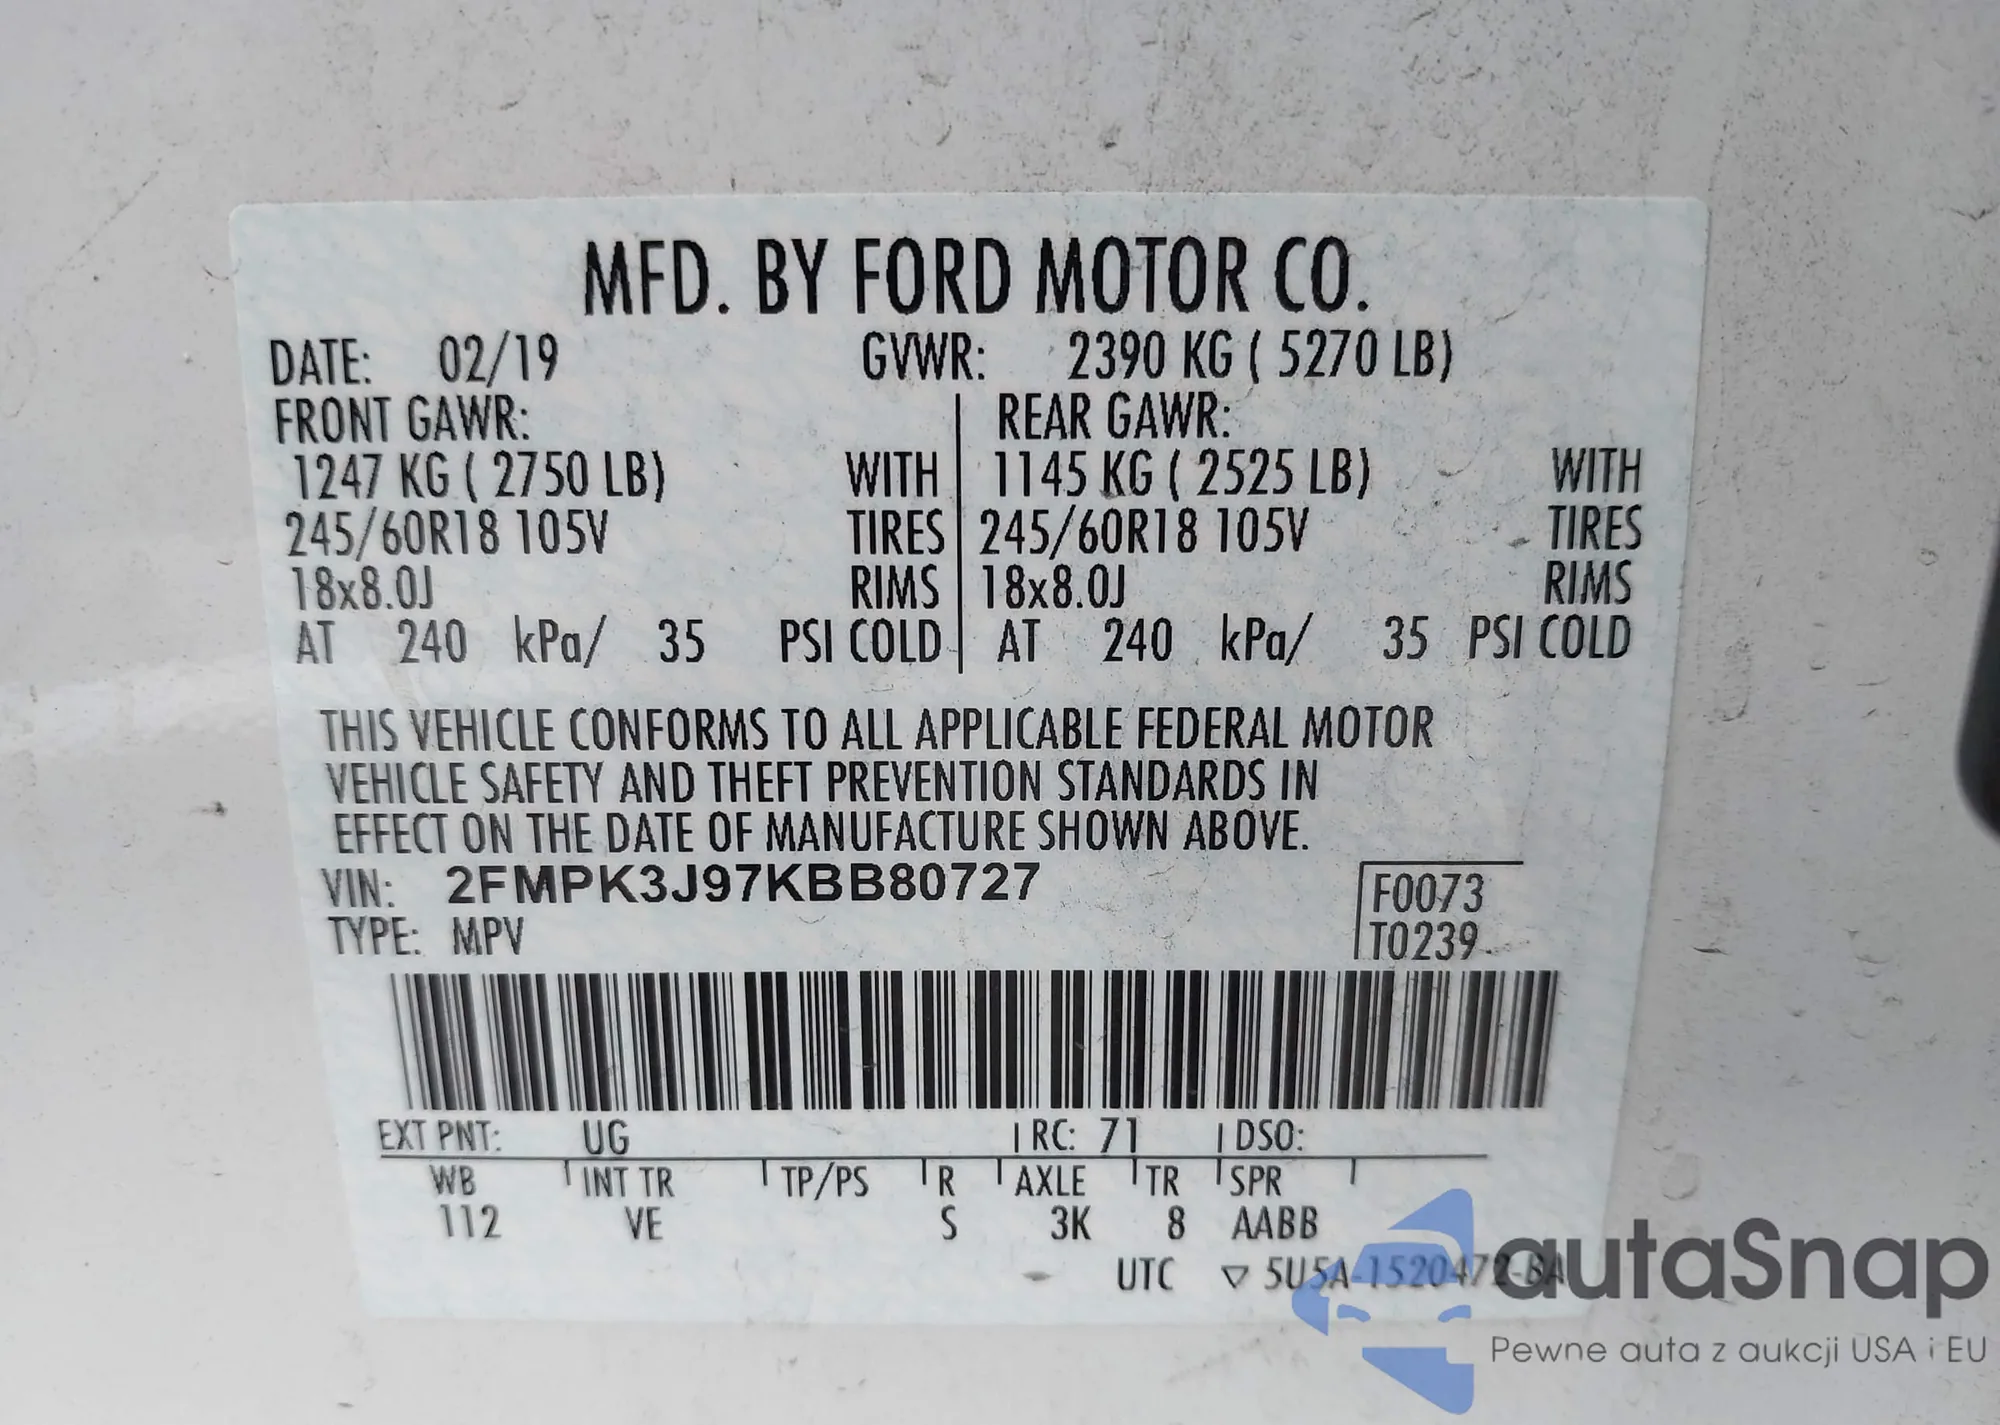 MFD. BY FORD MOTOR CO.
DATE: 02/19 GVWR: 2390 KG ( 5270 LB)
FRONT GAWR: REAR GAWR:
1247 KG ( 2750 LB) WITH 1145 KG ( 2525 LB) WITH
245/60R18 105V TIRES 245/60R18 105V TIRES
18x8.0J RIMS 18x8.0J RIMS
AT 240 kPa/ 35 PSI COLD AT 240 kPa/ 35 PSI COLD
THIS VEHICLE CONFORMS TO ALL APPLICABLE FEDERAL MOTOR
VEHICLE SAFETY AND THEFT PREVENTION STANDARDS IN
EFFECT ON THE DATE OF MANUFACTURE SHOWN ABOVE.
VIN: 2FMPK3J97KBB80727 F0073
TYPE: MPV T0239
EXT PNT: UG RC: 71 DSO:
WB INT TR TP/PS R AXLE TR SPR
112 VE S 3K 8 AABB
UTC ▽ 5U5A-1520472-BA
autaSnap
Pewne auta z aukcji USA i EU